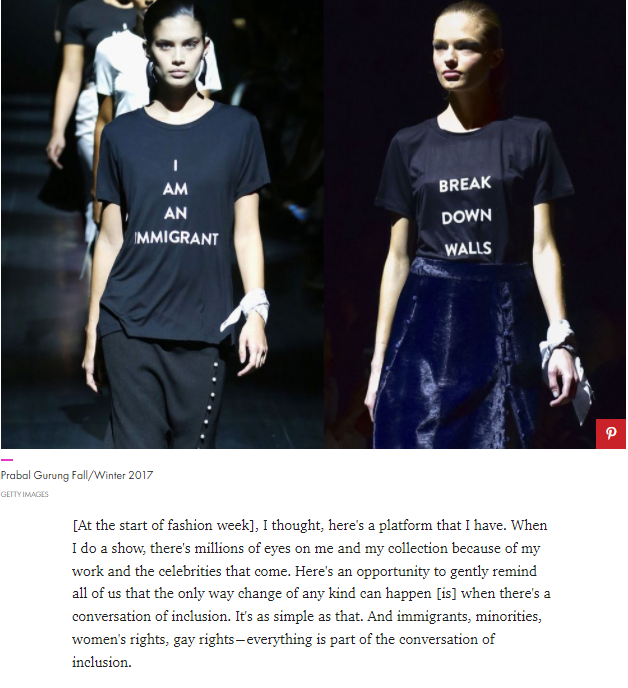 I
AM
AN
IMMIGRANT
BREAK
DOWN
WALLS
Prabal Gurung Fall/Winter 2017
GETTY IMAGES
[At the start of fashion week], I thought, here's a platform that I have. When
I do a show, there's millions of eyes on me and my collection because of my
work and the celebrities that come. Here's an opportunity to gently remind
all of us that the only way change of any kind can happen [is] when there's a
conversation of inclusion. It's as simple as that. And immigrants, minorities,
women's rights, gay rights—everything is part of the conversation of
inclusion.